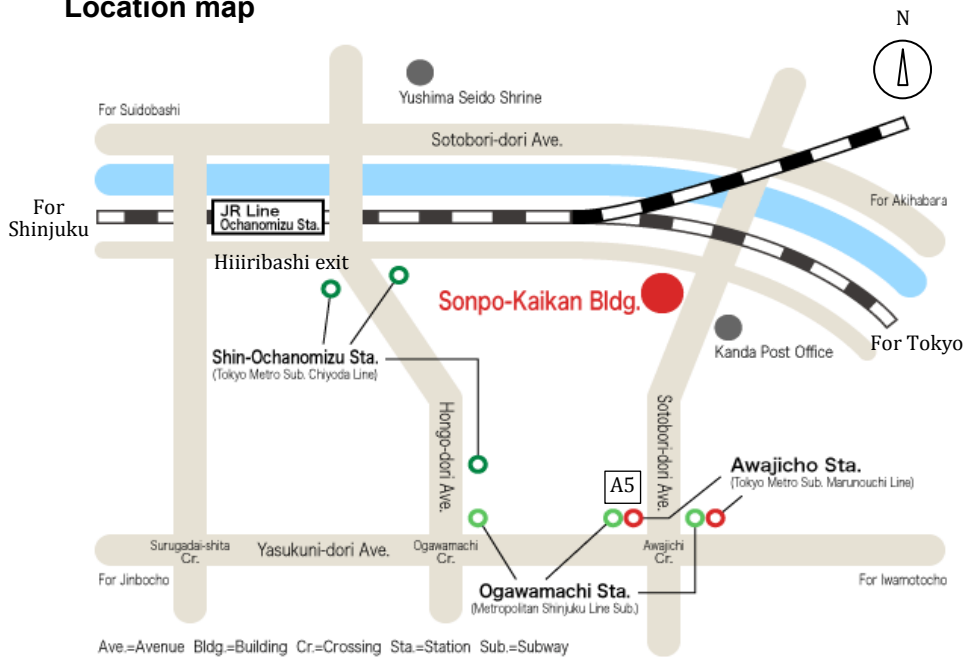 Location map
N
Yushima Seido Shrine
For Suidobashi
Sotobori-dori Ave.
For Akihabara
For
Shinjuku
JR Line
Ochanomizu Sta.
Hiiiribashi exit
Sonpo-Kaikan Bldg.
For Tokyo
Kanda Post Office
Shin-Ochanomizu Sta.
(Tokyo Metro Sub. Chiyoda Line)
Hongo-dori Ave.
Sotobori-dori Ave.
A5
Awajicho Sta.
(Tokyo Metro Sub. Marunouchi Line)
Surugadai-shita
Cr.
Yasukuni-dori Ave.
Ogawamachi
Cr.
Awajichi
Cr.
For Jinbocho
Ogawamachi Sta.
(Metropolitan Shinjuku Line Sub.)
For Iwamotocho
Ave.=Avenue Bldg.=Building Cr.=Crossing Sta.=Station Sub.=Subway